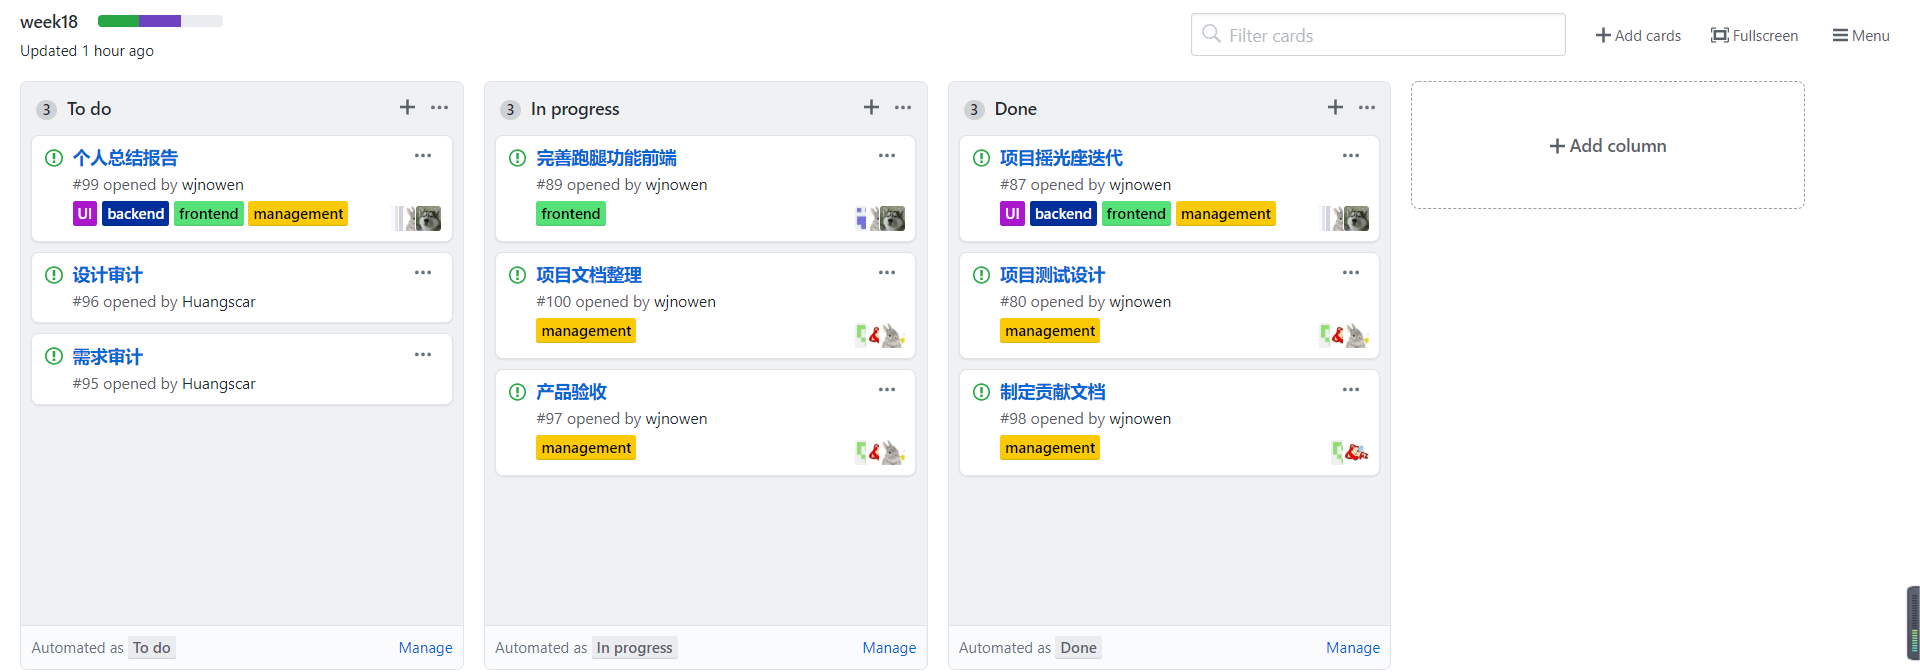 week18
Updated 1 hour ago
Filter cards
Add cards
Fullscreen
Menu
3 To do
个人总结报告
#99 opened by wjnowen
UI backend frontend management
设计审计
#96 opened by Huangscar
需求审计
#95 opened by Huangscar
Automated as To do
Manage
3 In progress
完善跑腿功能前端
#89 opened by wjnowen
frontend
项目文档整理
#100 opened by wjnowen
management
产品验收
#97 opened by wjnowen
management
Automated as In progress
Manage
3 Done
项目摇光座迭代
#87 opened by wjnowen
UI backend frontend management
项目测试设计
#80 opened by wjnowen
management
制定贡献文档
#98 opened by wjnowen
management
Automated as Done
Manage
Add column